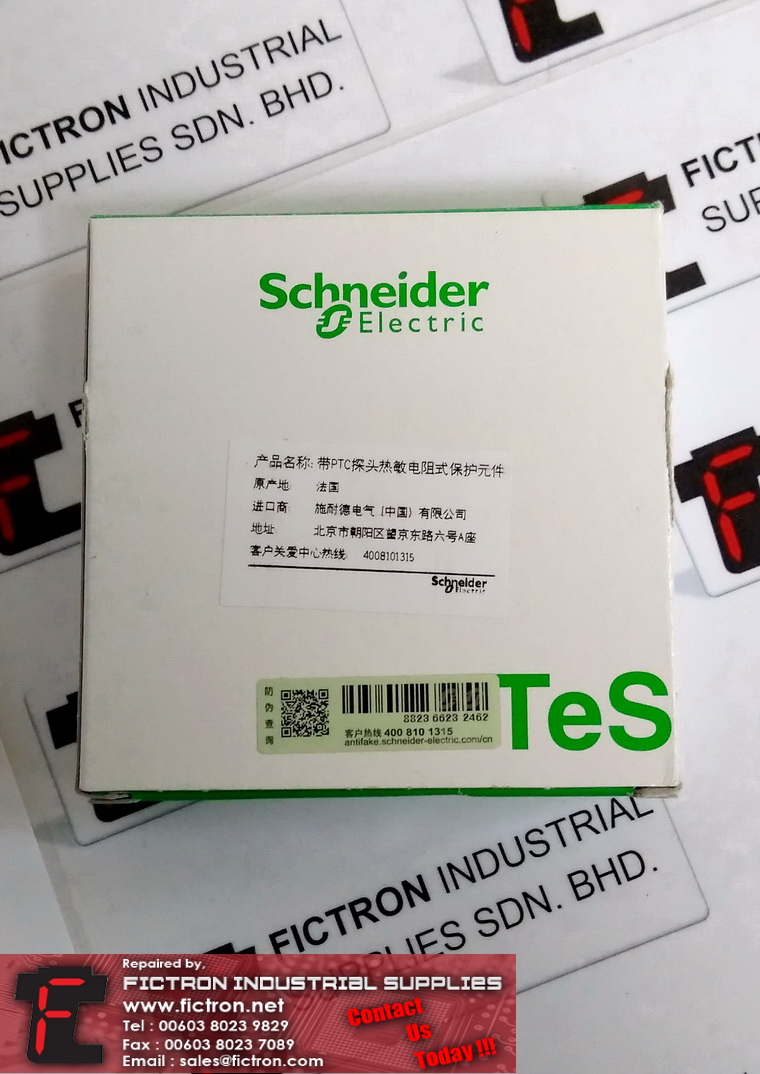 FICTRON INDUSTRIAL
SUPPLIES SDN. BHD.
FICT
SUP
Schneider
Electric
产品名称: 带PTC探头热敏电阻式保护元件
原产地: 法国
进口商: 施耐德电气 (中国) 有限公司
地址: 北京市朝阳区望京东路六号A座
客户关爱中心热线: 4008101315
Schneider
Electric
防伪查询
8823 6623 2462
客户热线 400 810 1315
antifake.schneider-electric.com/cn
TeS
FICTRON INDUSTRIAL
PLIES SDN. BHD.
Repaired by,
FICTRON INDUSTRIAL SUPPLIES
www.fictron.net
Tel : 00603 8023 9829
Fax : 00603 8023 7089
Email : sales@fictron.com
Contact
Us
Today !!!